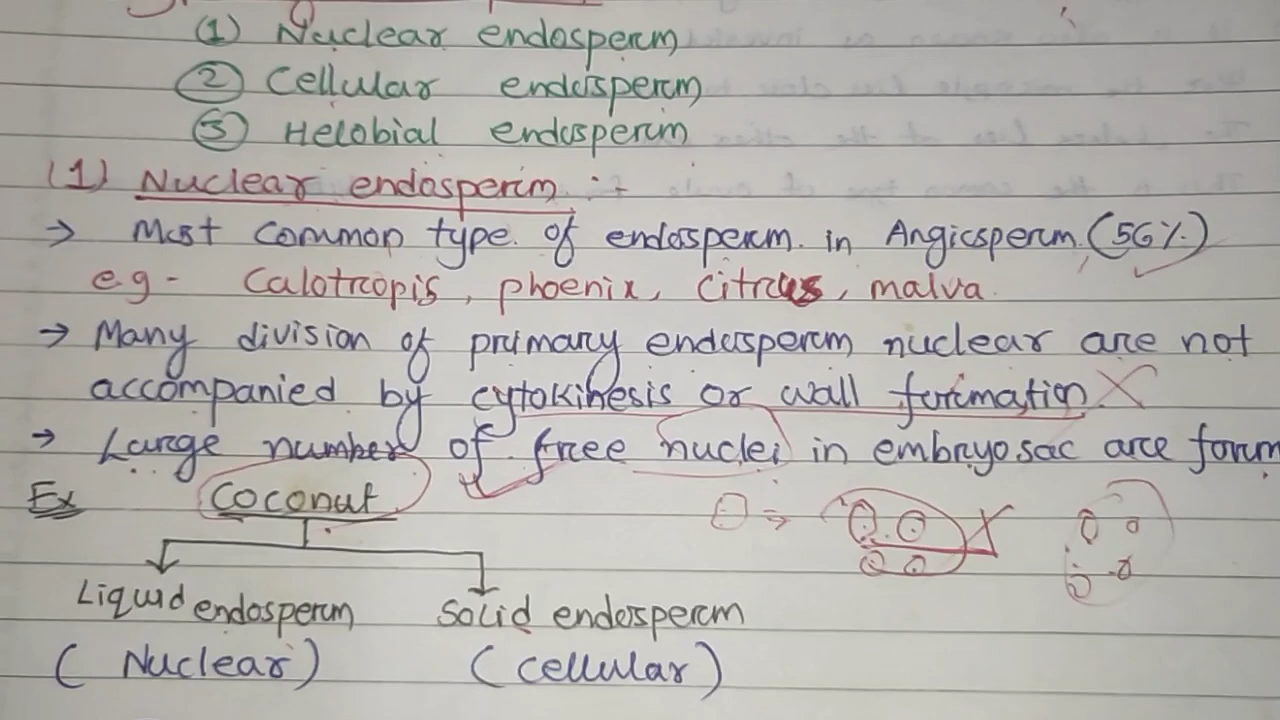 (1) Nuclear endosperm
(2) Cellular endosperm
(3) Helobial endosperm
(1) Nuclear endosperm :-
→ Most common type of endosperm in Angiosperm (56%)
e.g - Calotropis, phoenix, Citrus, malva
→ Many division of primary endosperm nuclear are not
accompanied by cytokinesis or wall formation X
→ Large number of free nuclei in embryo sac are form
Ex Coconut
Liquid endosperm Solid endosperm
(Nuclear) (cellular)